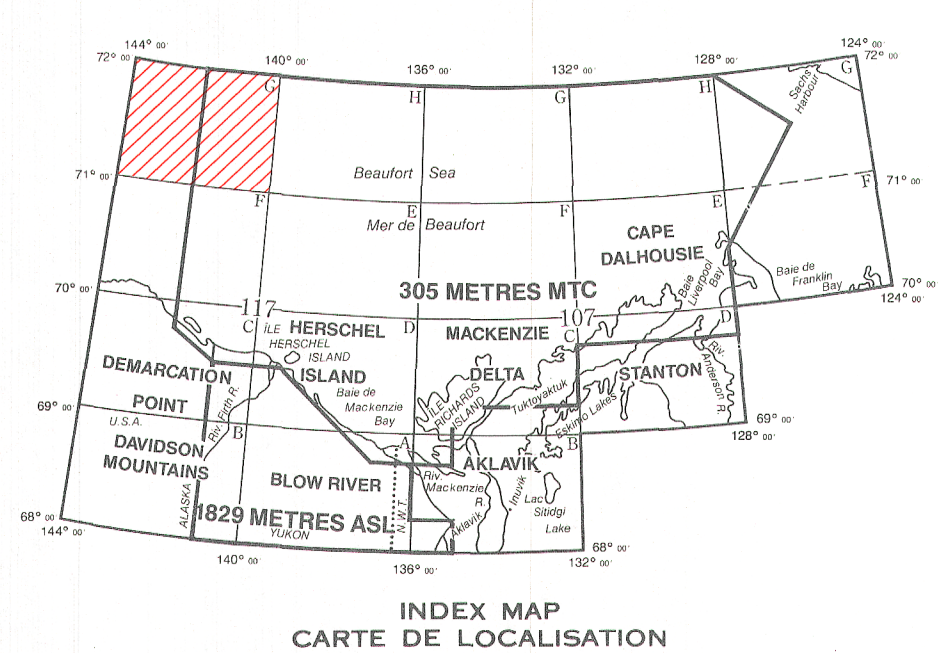 144° 00'
72° 00'
140° 00'
136° 00'
132° 00'
128° 00'
124° 00'
72° 00'
G
H
G
H
G
Sachs
Harbour
Beaufort Sea
71° 00'
71° 00'
F
E
F
E
F
Mer de Beaufort
CAPE
DALHOUSIE
Baie
Liverpool
Bay
Baie de
Franklin
Bay
70° 00'
70° 00'
124° 00'
305 METRES MTC
117
107
C
D
C
D
ÎLE
HERSCHEL
HERSCHEL
ISLAND
ISLAND
MACKENZIE
DELTA
DEMARCATION
POINT
Baie de
Mackenzie
Bay
ÎLE
RICHARDS
ISLAND
Tuktoyaktuk
STANTON
Riv.
Anderson R.
Eskimo Lakes
69° 00'
69° 00'
128° 00'
U.S.A.
Riv. Firth R.
B
A
B
DAVIDSON
MOUNTAINS
BLOW RIVER
AKLAVIK
Riv.
Mackenzie
R.
Inuvik
Lac
Sitidgi
Lake
Aklavik
ALASKA
1829 METRES ASL
YUKON
N.W.T.
68° 00'
144° 00'
140° 00'
136° 00'
68° 00'
132° 00'
INDEX MAP
CARTE DE LOCALISATION